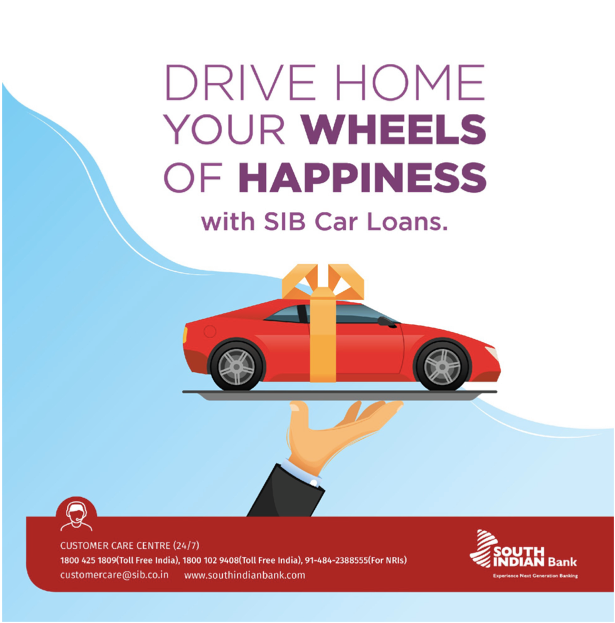 DRIVE HOME
YOUR WHEELS
OF HAPPINESS
with SIB Car Loans.
CUSTOMER CARE CENTRE (24/7)
1800 425 1809(Toll Free India), 1800 102 9408(Toll Free India), 91-484-2388555(For NRIs)
customercare@sib.co.in www.southindianbank.com
SOUTH
INDIAN Bank
Experience Next Generation Banking